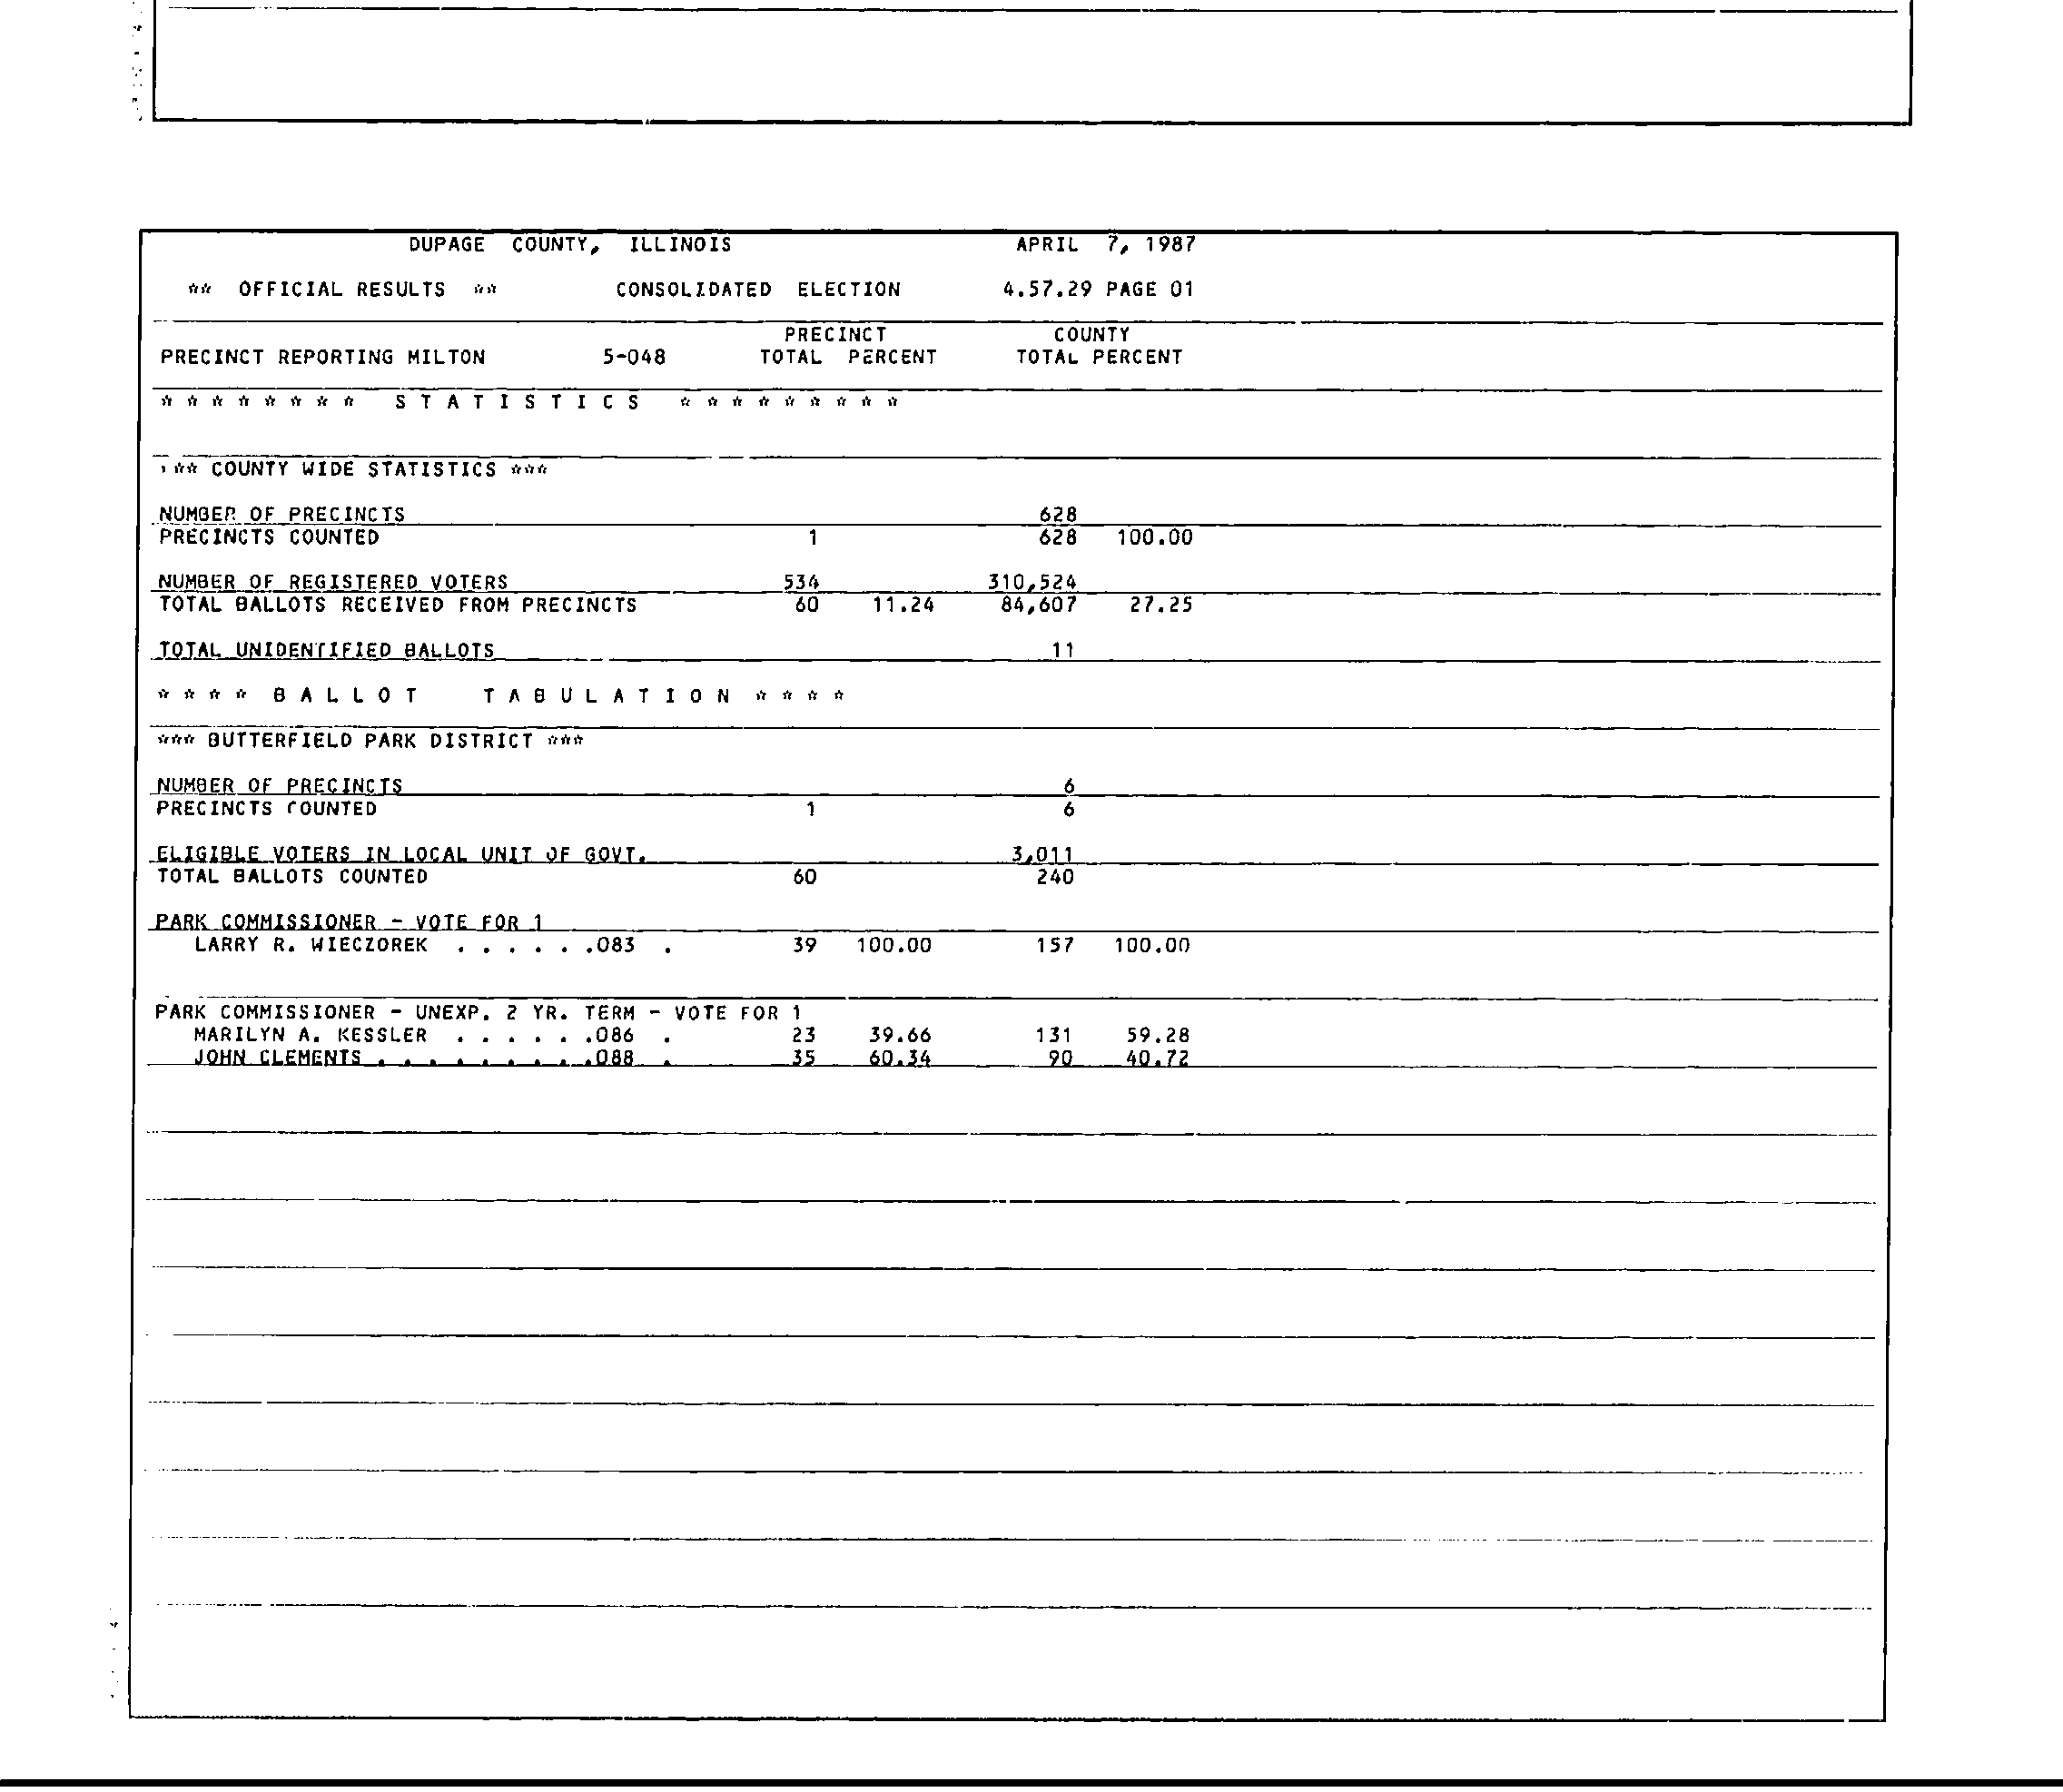 DUPAGE COUNTY, ILLINOIS APRIL 7, 1987
** OFFICIAL RESULTS ** CONSOLIDATED ELECTION 4.57.29 PAGE 01
PRECINCT COUNTY
PRECINCT REPORTING MILTON 5-048 TOTAL PERCENT TOTAL PERCENT
* * * * * * * * S T A T I S T I C S * * * * * * * * *
*** COUNTY WIDE STATISTICS ***
NUMBER OF PRECINCTS 628
PRECINCTS COUNTED 1 628 100.00
NUMBER OF REGISTERED VOTERS 534 310,524
TOTAL BALLOTS RECEIVED FROM PRECINCTS 60 11.24 84,607 27.25
TOTAL UNIDENTIFIED BALLOTS 11
* * * * B A L L O T T A B U L A T I O N * * * *
*** BUTTERFIELD PARK DISTRICT ***
NUMBER OF PRECINCTS 6
PRECINCTS COUNTED 1 6
ELIGIBLE VOTERS IN LOCAL UNIT OF GOVT. 3,011
TOTAL BALLOTS COUNTED 60 240
PARK COMMISSIONER - VOTE FOR 1
LARRY R. WIECZOREK . . . . . .083 . 39 100.00 157 100.00
PARK COMMISSIONER - UNEXP. 2 YR. TERM - VOTE FOR 1
MARILYN A. KESSLER . . . . . .086 . 23 39.66 131 59.28
JOHN CLEMENTS . . . . . . . . .088 . 35 60.34 90 40.72